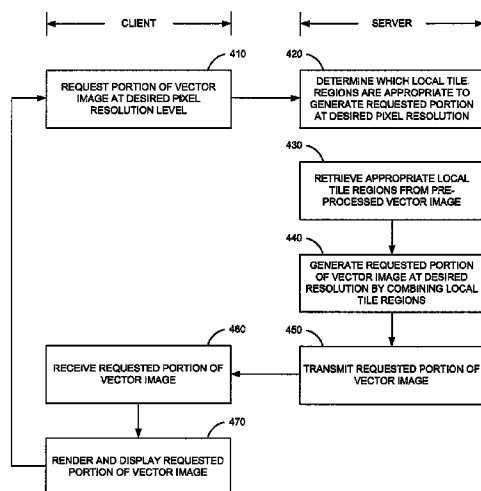 CLIENT
SERVER
410
REQUEST PORTION OF VECTOR
IMAGE AT DESIRED PIXEL
RESOLUTION LEVEL
420
DETERMINE WHICH LOCAL TILE
REGIONS ARE APPROPRIATE TO
GENERATE REQUESTED PORTION
AT DESIRED PIXEL RESOLUTION
430
RETRIEVE APPROPRIATE LOCAL
TILE REGIONS FROM PRE-
PROCESSED VECTOR IMAGE
440
GENERATE REQUESTED PORTION
OF VECTOR IMAGE AT DESIRED
RESOLUTION BY COMBINING LOCAL
TILE REGIONS
450
TRANSMIT REQUESTED PORTION OF
VECTOR IMAGE
460
RECEIVE REQUESTED PORTION OF
VECTOR IMAGE
470
RENDER AND DISPLAY REQUESTED
PORTION OF VECTOR IMAGE